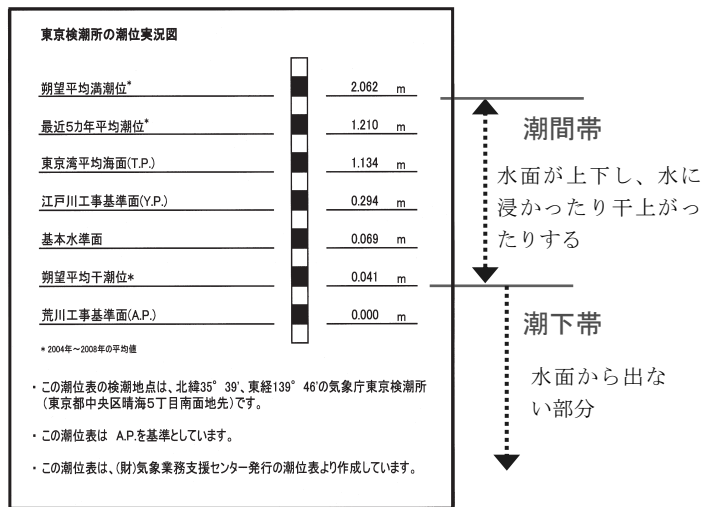 東京検潮所の潮位実況図
朔望平均満潮位* 2.062 m
最近5カ年平均潮位* 1.210 m
東京湾平均海面(T.P.) 1.134 m
江戸川工事基準面(Y.P.) 0.294 m
基本水準面 0.069 m
朔望平均干潮位* 0.041 m
荒川工事基準面(A.P.) 0.000 m
* 2004年～2008年の平均値
・この潮位表の検潮地点は、北緯35° 39'、東経139° 46'の気象庁東京検潮所
（東京都中央区晴海5丁目南面地先）です。
・この潮位表は A.P.を基準としています。
・この潮位表は、(財)気象業務支援センター発行の潮位表より作成しています。
潮間帯
水面が上下し、水に
浸かったり干上がっ
たりする
潮下帯
水面から出な
い部分